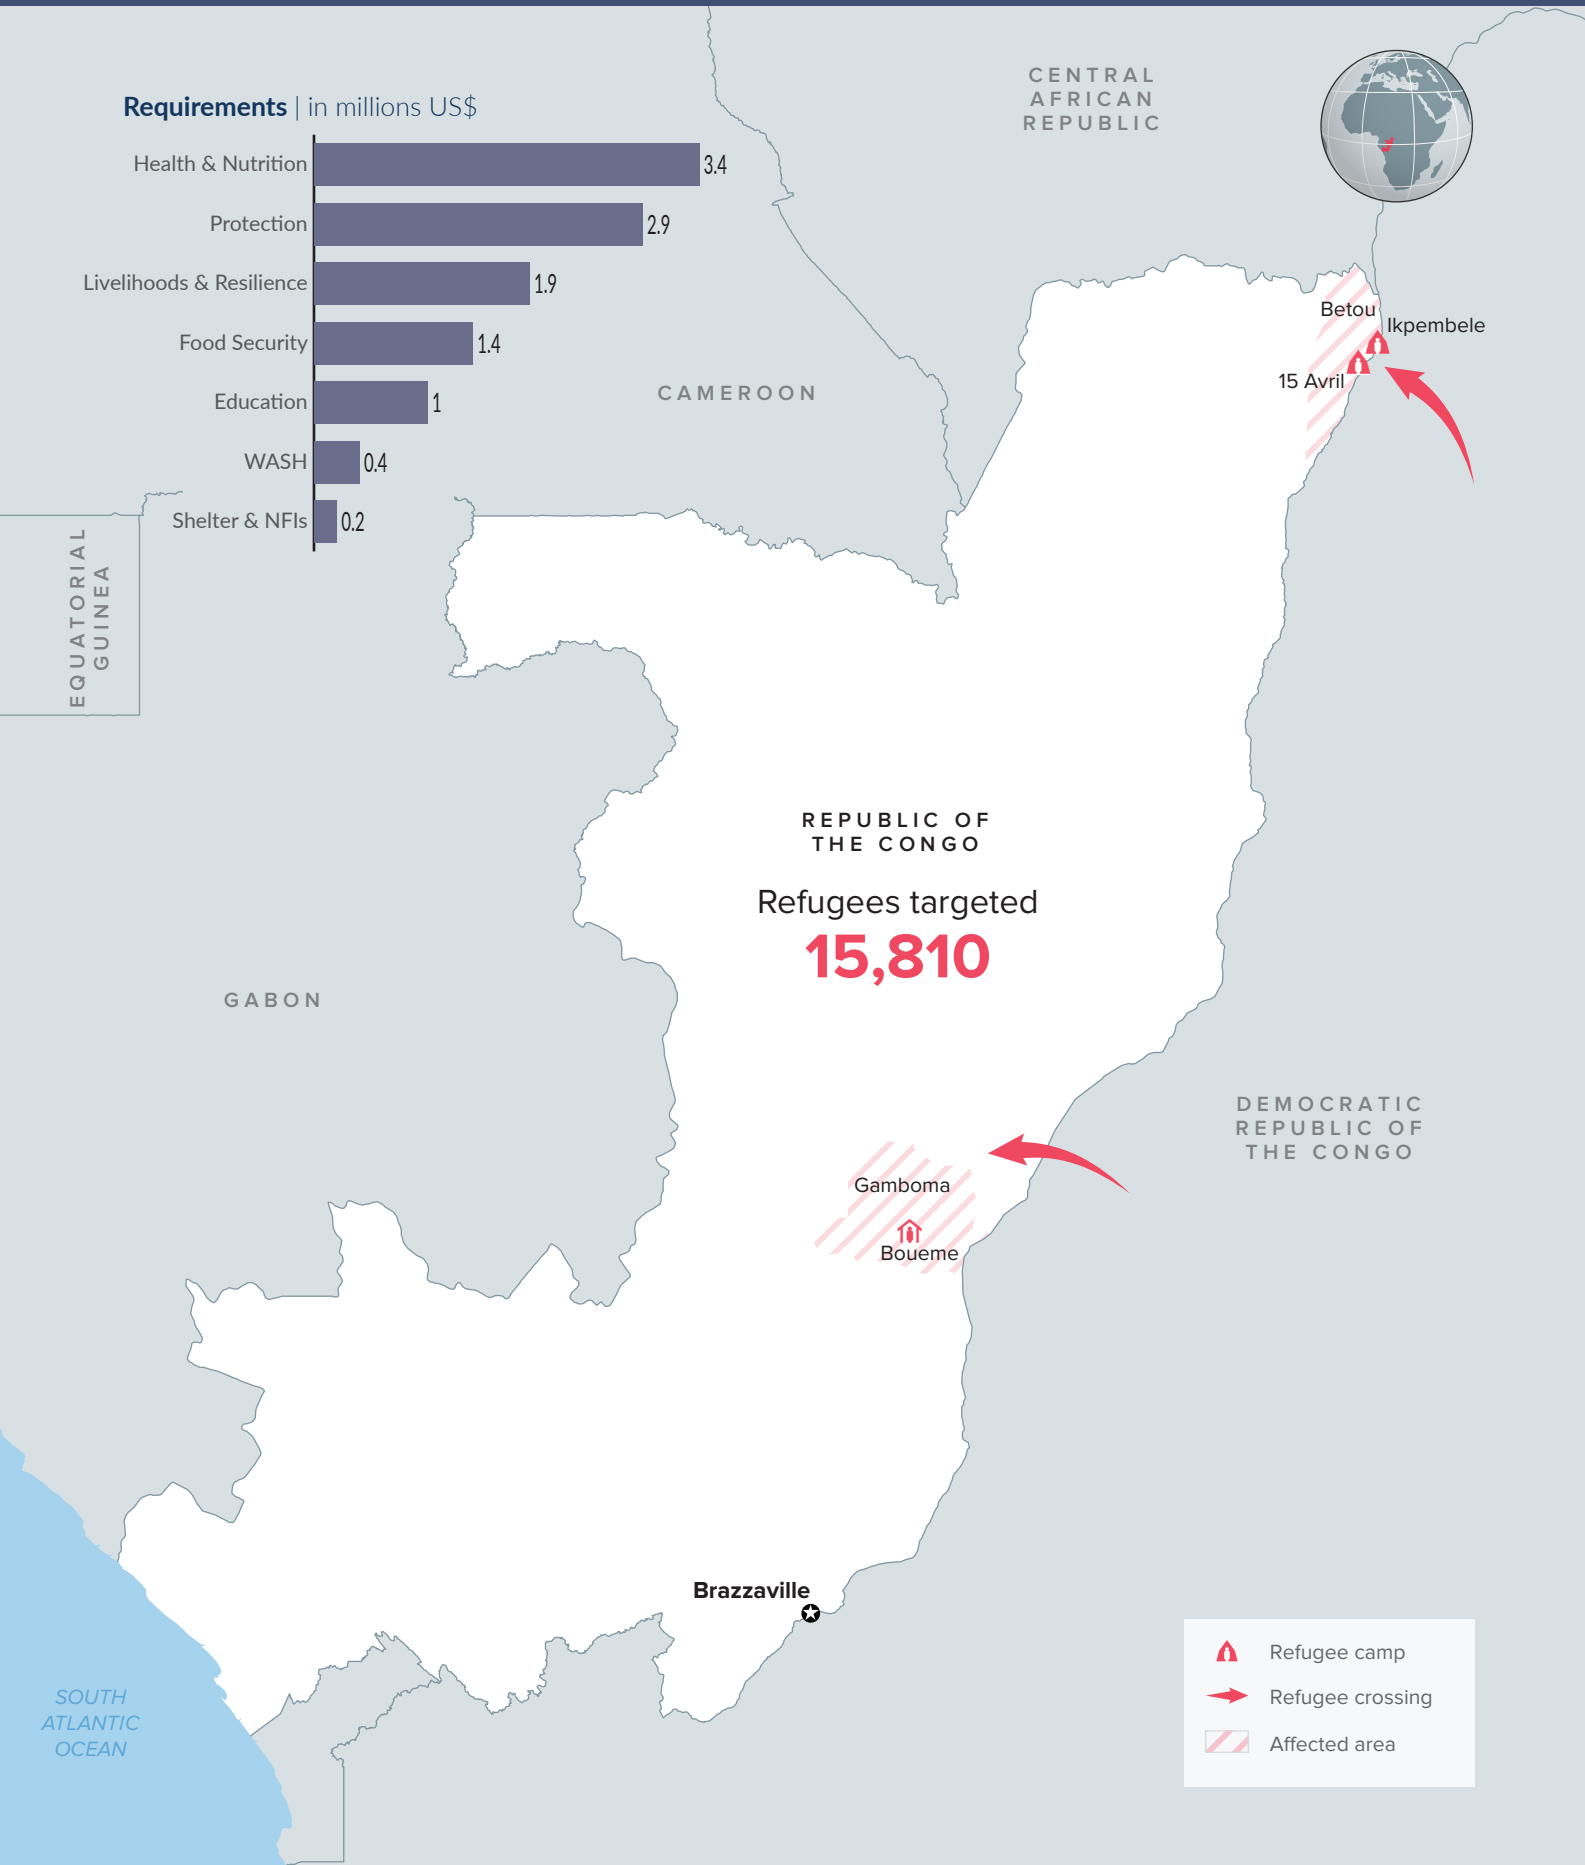 Requirements | in millions US$
Health & Nutrition 3.4
Protection 2.9
Livelihoods & Resilience 1.9
Food Security 1.4
Education 1
WASH 0.4
Shelter & NFIs 0.2
CENTRAL
AFRICAN
REPUBLIC
Betou
Ikpembele
15 Avril
CAMEROON
EQUATORIAL
GUINEA
REPUBLIC OF
THE CONGO
Refugees targeted
15,810
GABON
DEMOCRATIC
REPUBLIC OF
THE CONGO
Gamboma
Boueme
Brazzaville
SOUTH
ATLANTIC
OCEAN
Refugee camp
Refugee crossing
Affected area